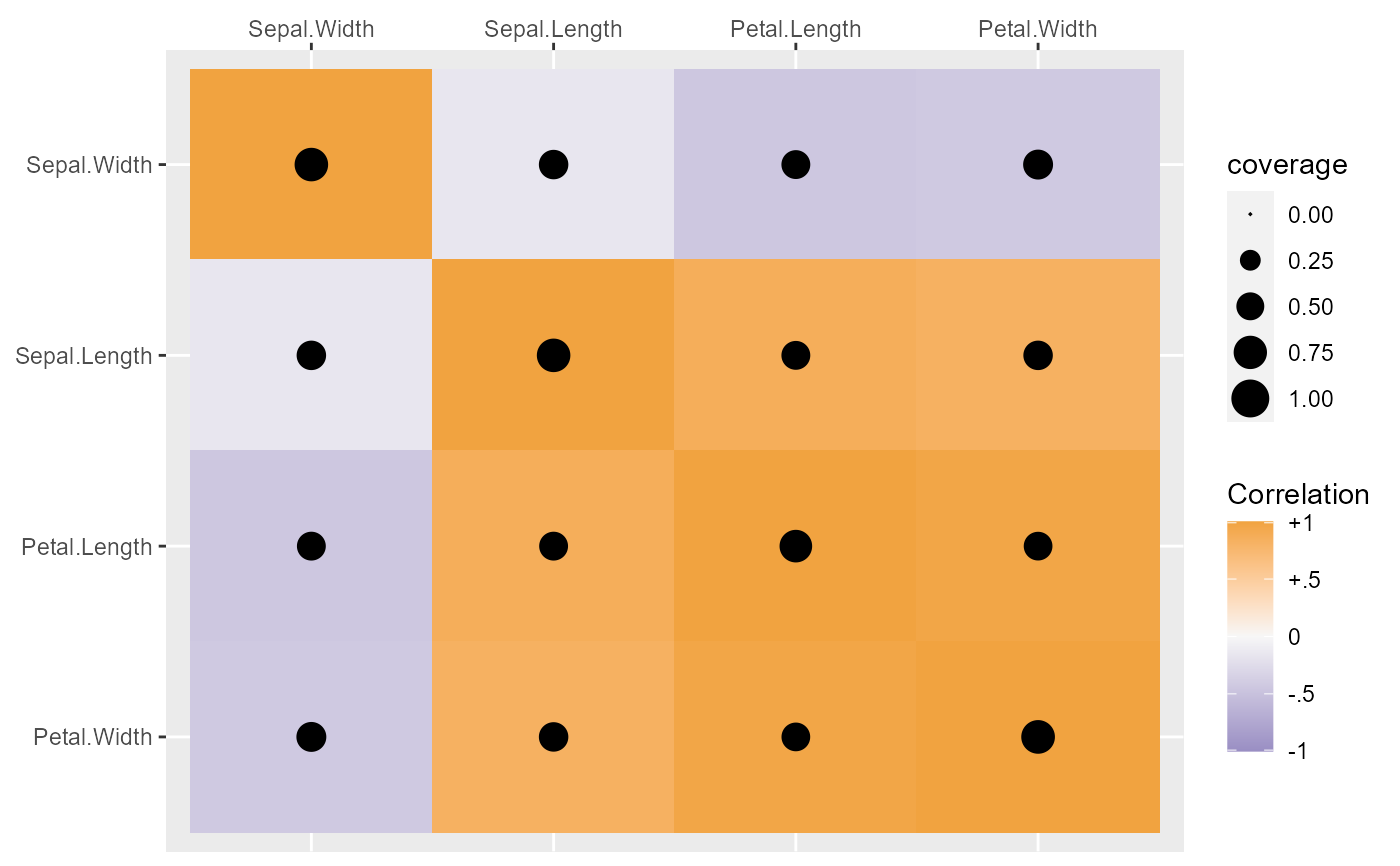 Sepal.Width Sepal.Length Petal.Length Petal.Width
Sepal.Width
Sepal.Length
Petal.Length
Petal.Width
coverage
0.00
0.25
0.50
0.75
1.00
Correlation
+1
+.5
0
-.5
-1